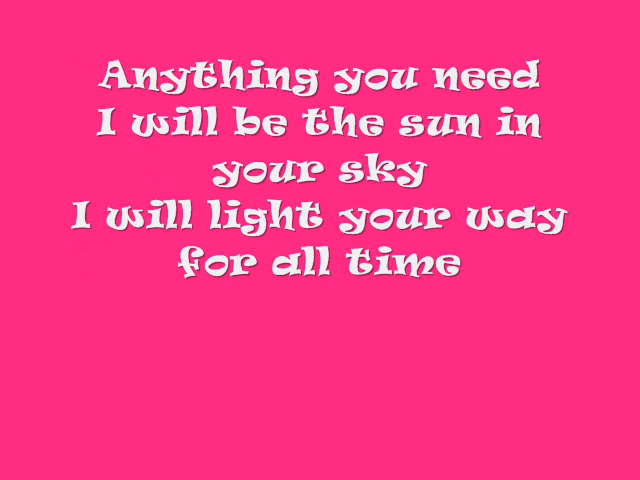 Anything you need
I will be the sun in
your sky
I will light your way
for all time